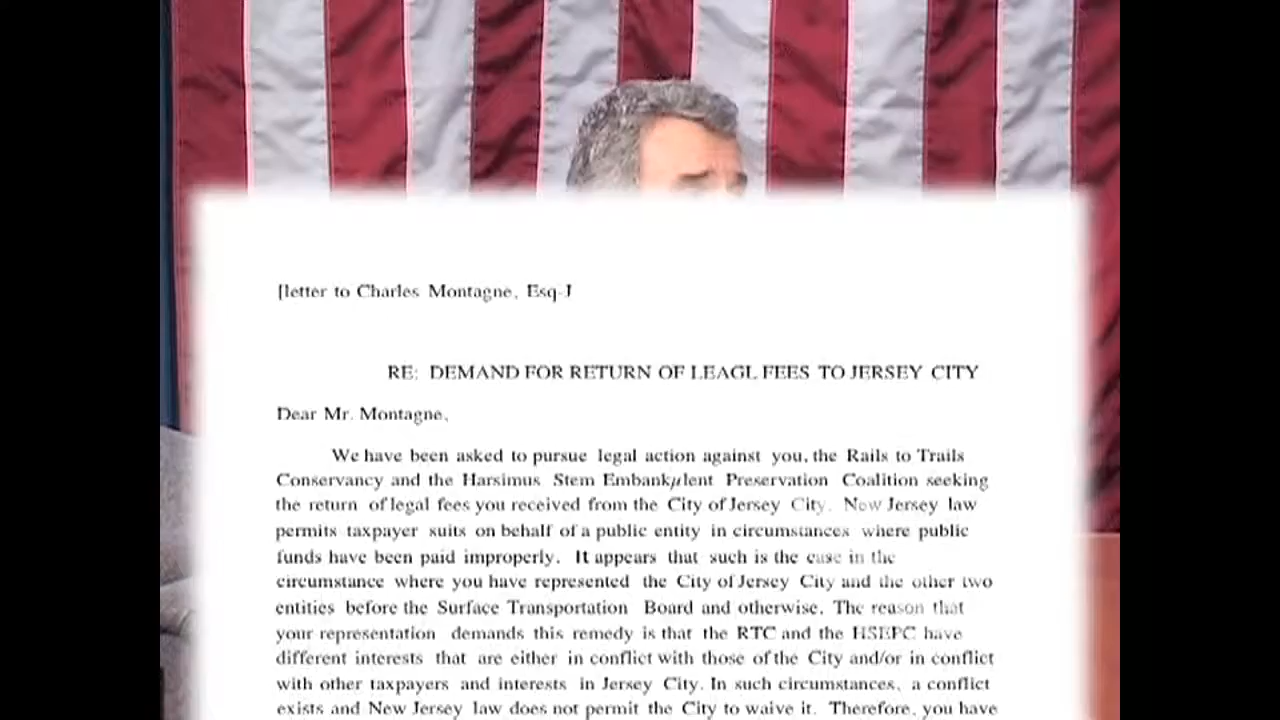 [letter to Charles Montagne, Esq-J
RE: DEMAND FOR RETURN OF LEAGL FEES TO JERSEY CITY
Dear Mr. Montagne,
We have been asked to pursue legal action against you, the Rails to Trails
Conservancy and the Harsimus Stem Embankµlent Preservation Coalition seeking
the return of legal fees you received from the City of Jersey City. New Jersey law
permits taxpayer suits on behalf of a public entity in circumstances where public
funds have been paid improperly. It appears that such is the case in the
circumstance where you have represented the City of Jersey City and the other two
entities before the Surface Transportation Board and otherwise. The reason that
your representation demands this remedy is that the RTC and the HSEPC have
different interests that are either in conflict with those of the City and/or in conflict
with other taxpayers and interests in Jersey City. In such circumstances, a conflict
exists and New Jersey law does not permit the City to waive it. Therefore, you have